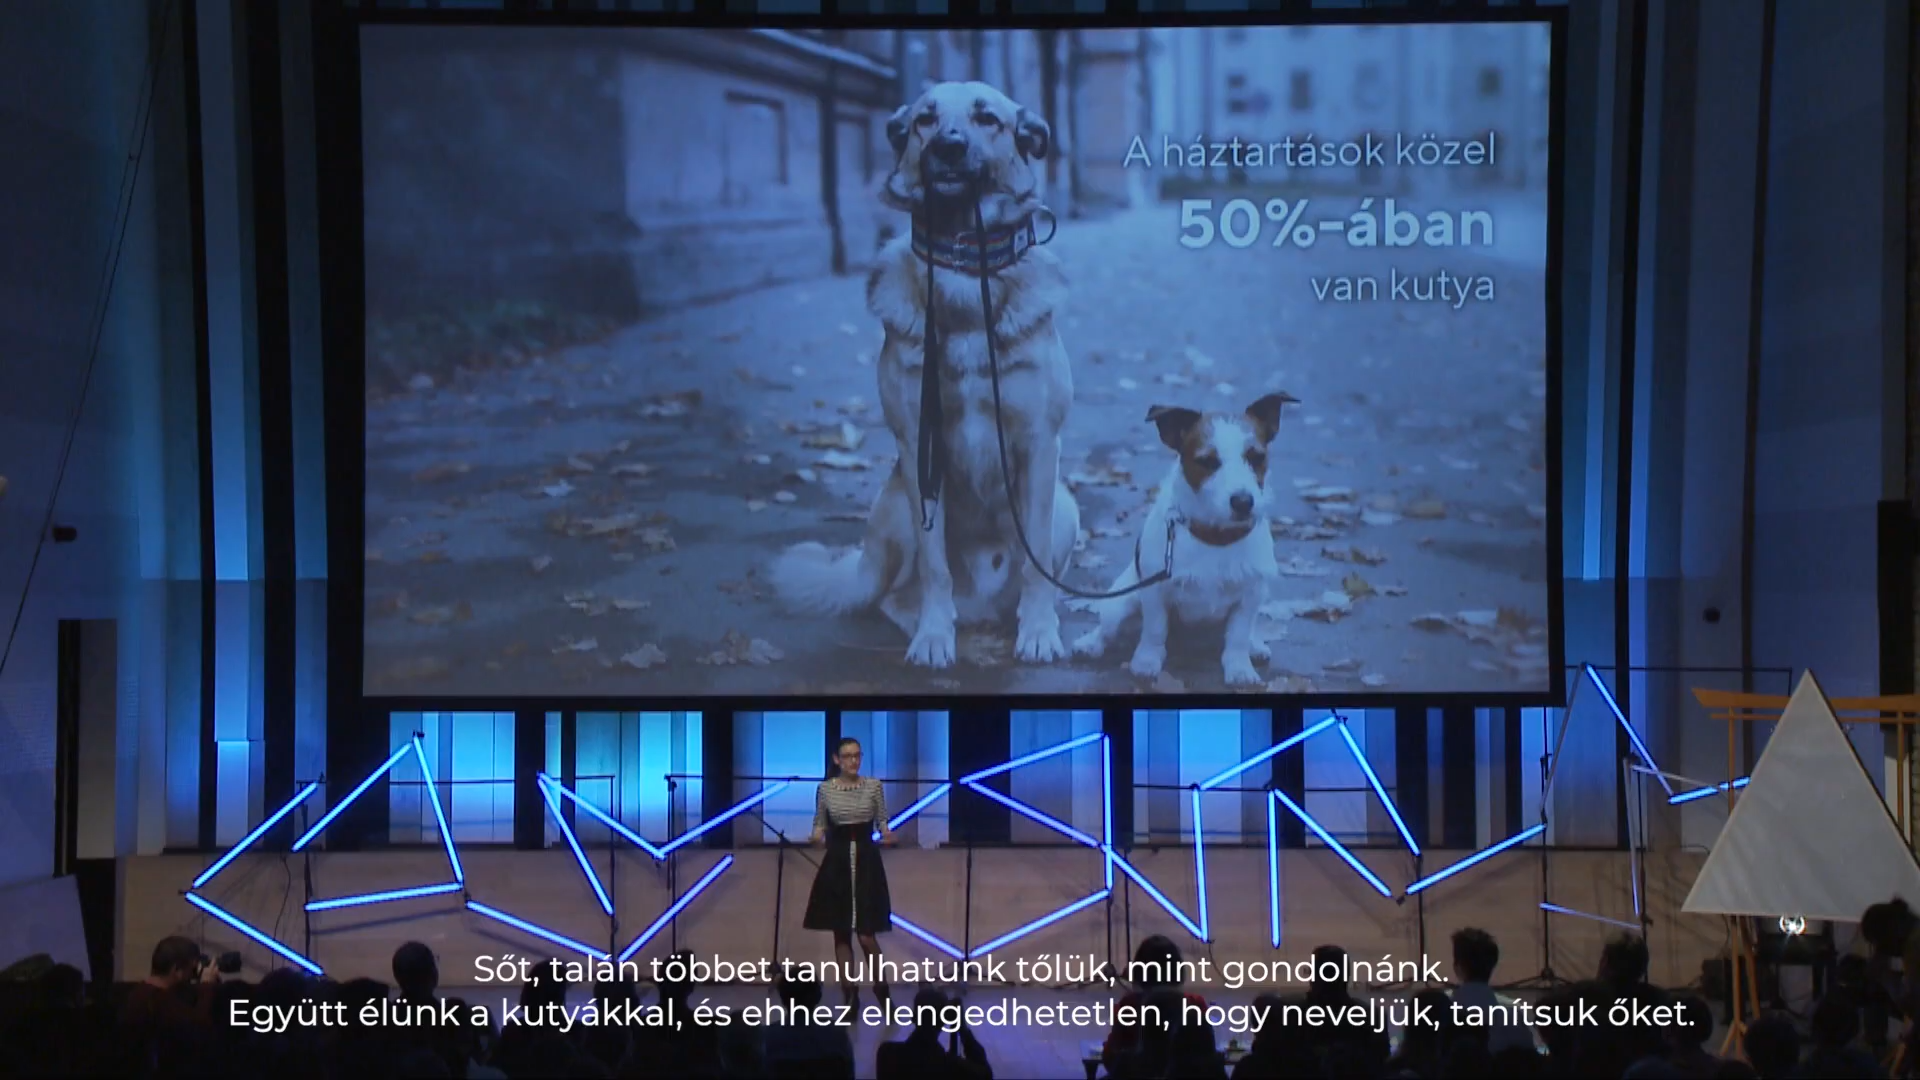 A háztartások közel
50%-ában
van kutya
Sőt, talán többet tanulhatunk tőlük, mint gondolnánk.
Együtt élünk a kutyákkal, és ehhez elengedhetetlen, hogy neveljük, tanítsuk őket.